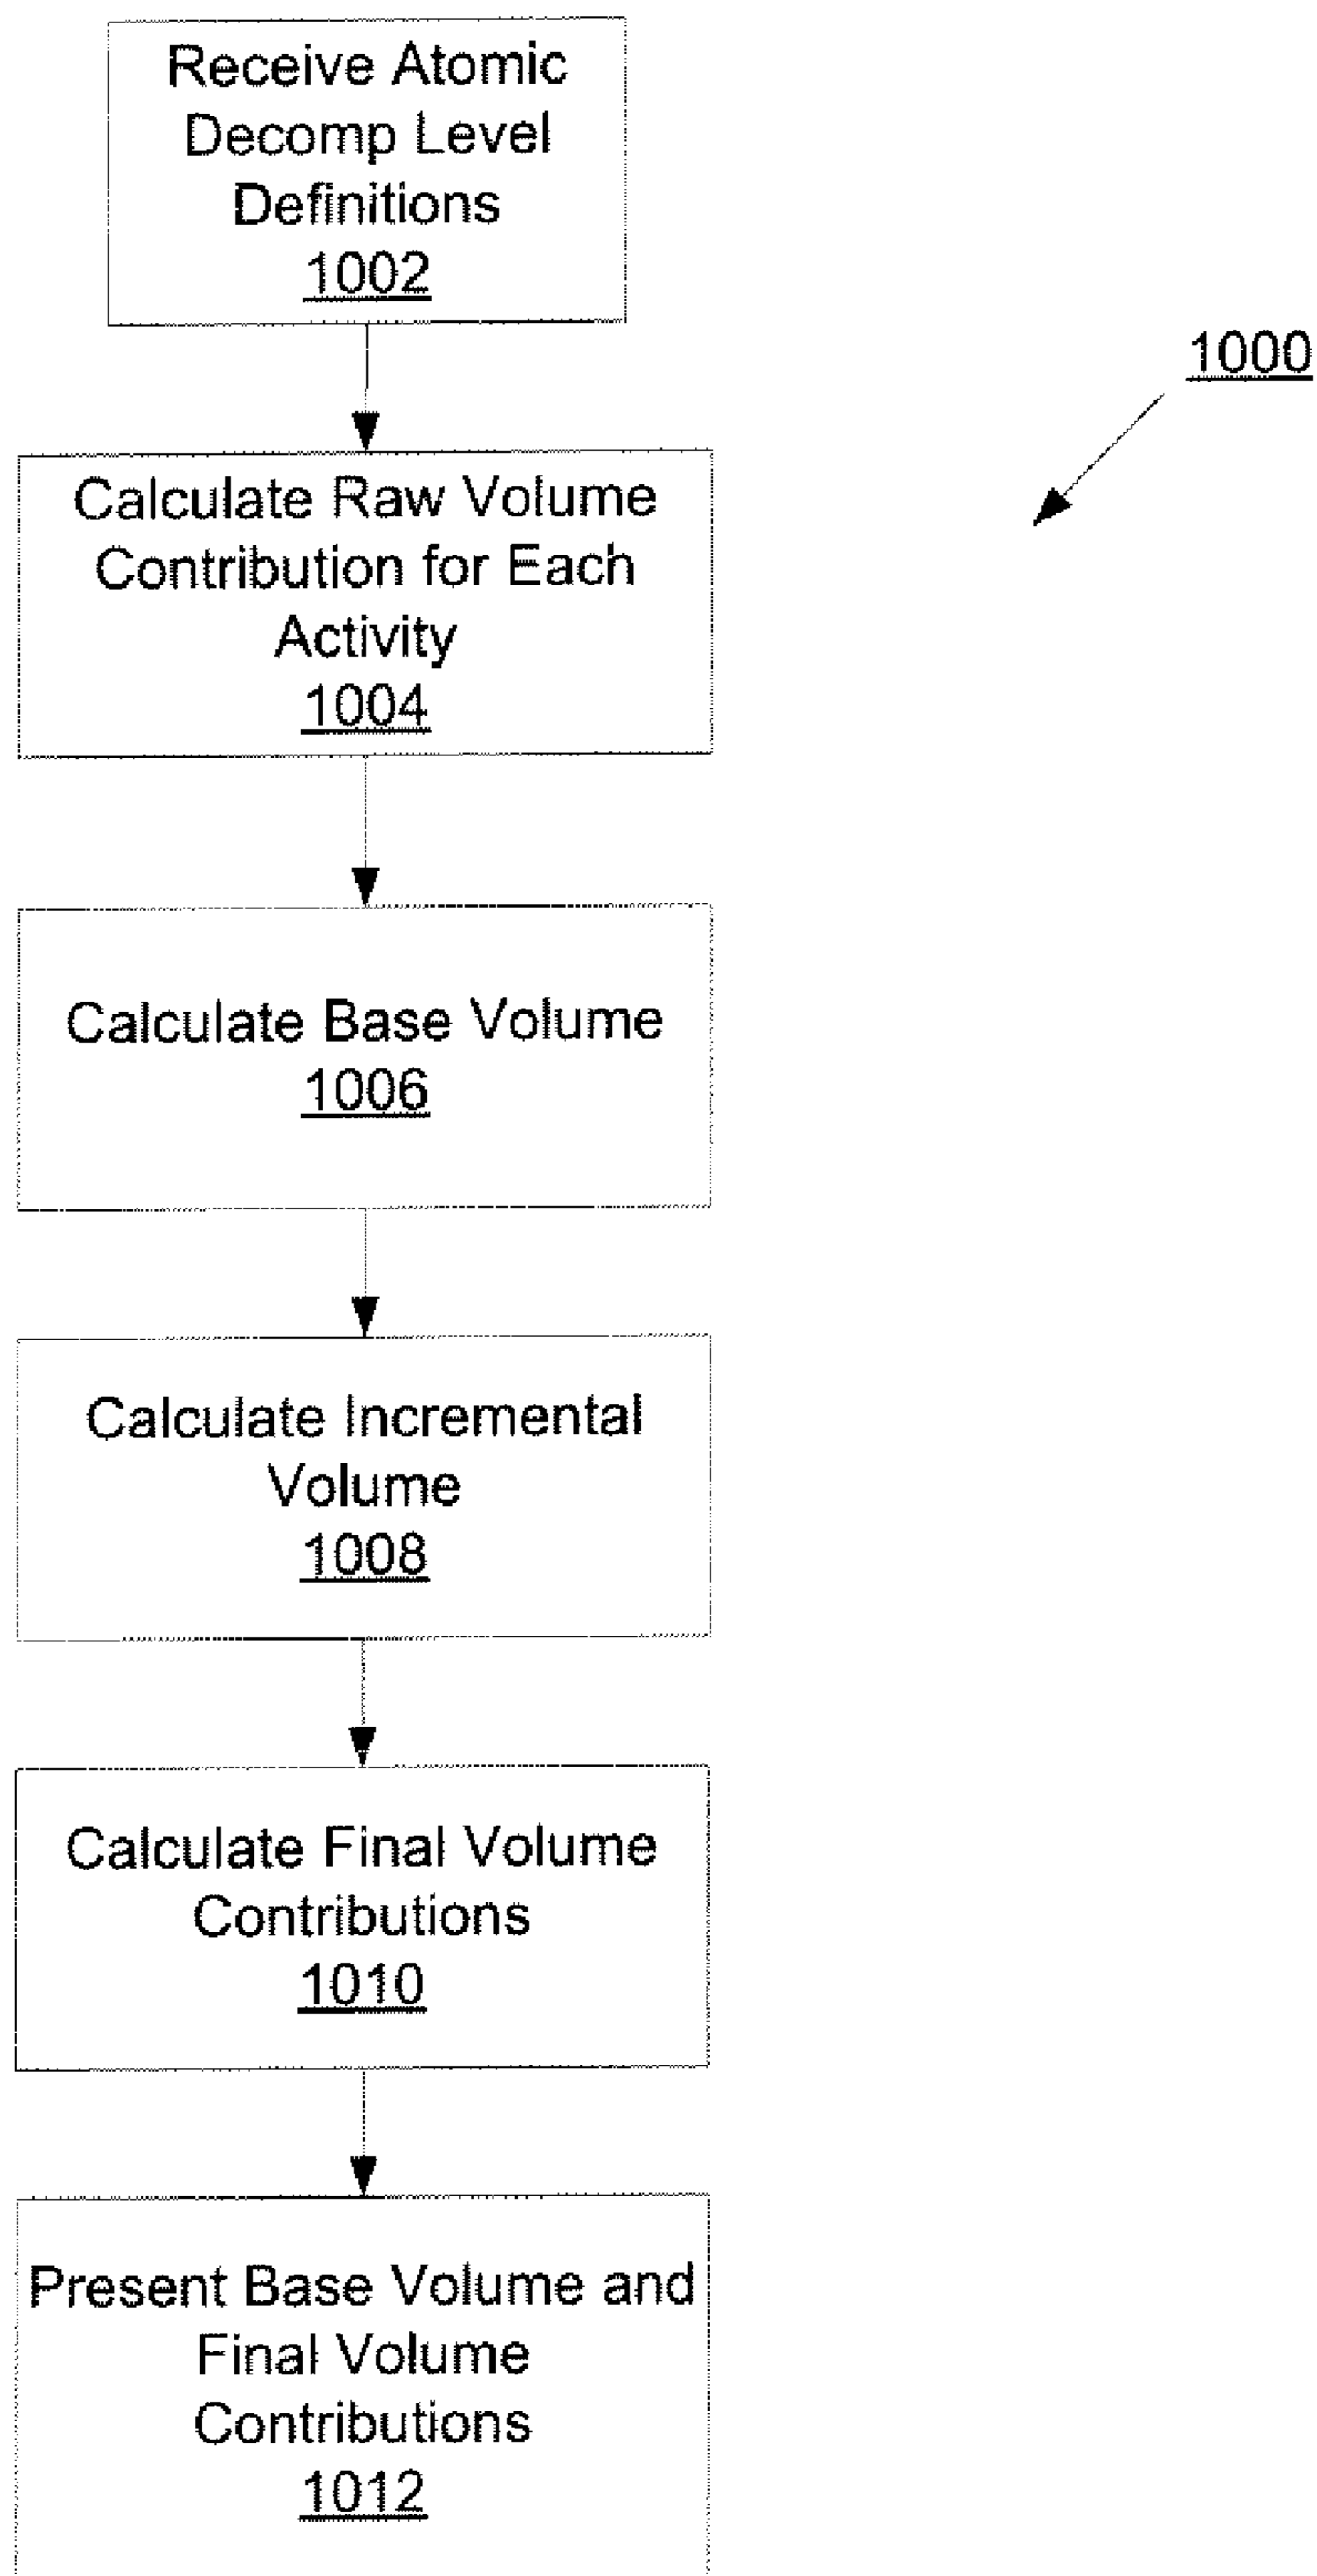 Receive Atomic
Decomp Level
Definitions
1002
1000
Calculate Raw Volume
Contribution for Each
Activity
1004
Calculate Base Volume
1006
Calculate Incremental
Volume
1008
Calculate Final Volume
Contributions
1010
Present Base Volume and
Final Volume
Contributions
1012